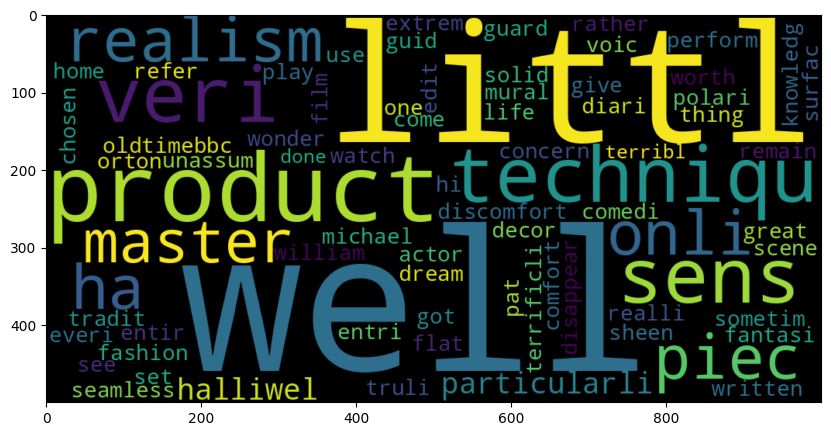 0
100
200
300
400
0
200
400
600
800
realism
littl
extrem
guard
rather
guid
use
voic
perform
home
refer
play
veri
film
edit
solid
give
worth
knowledg
surfac
mural
polari
one
come
life
diari
thing
chosen
oldtimebbc
wonder
orton
unassum
done
watch
concern
terribl
remain
product
hi
techniqu
discomfort
comedi
master
michael
decor
onli
great
scene
william
actor
dream
well
pat
terrificli
comfort
disappear
sens
ha
tradit
everi
entir
entri
got
flat
realli
sheen
sometim
fantasi
fashion
see
set
piec
seamless
halliwel
truli
particularli
written